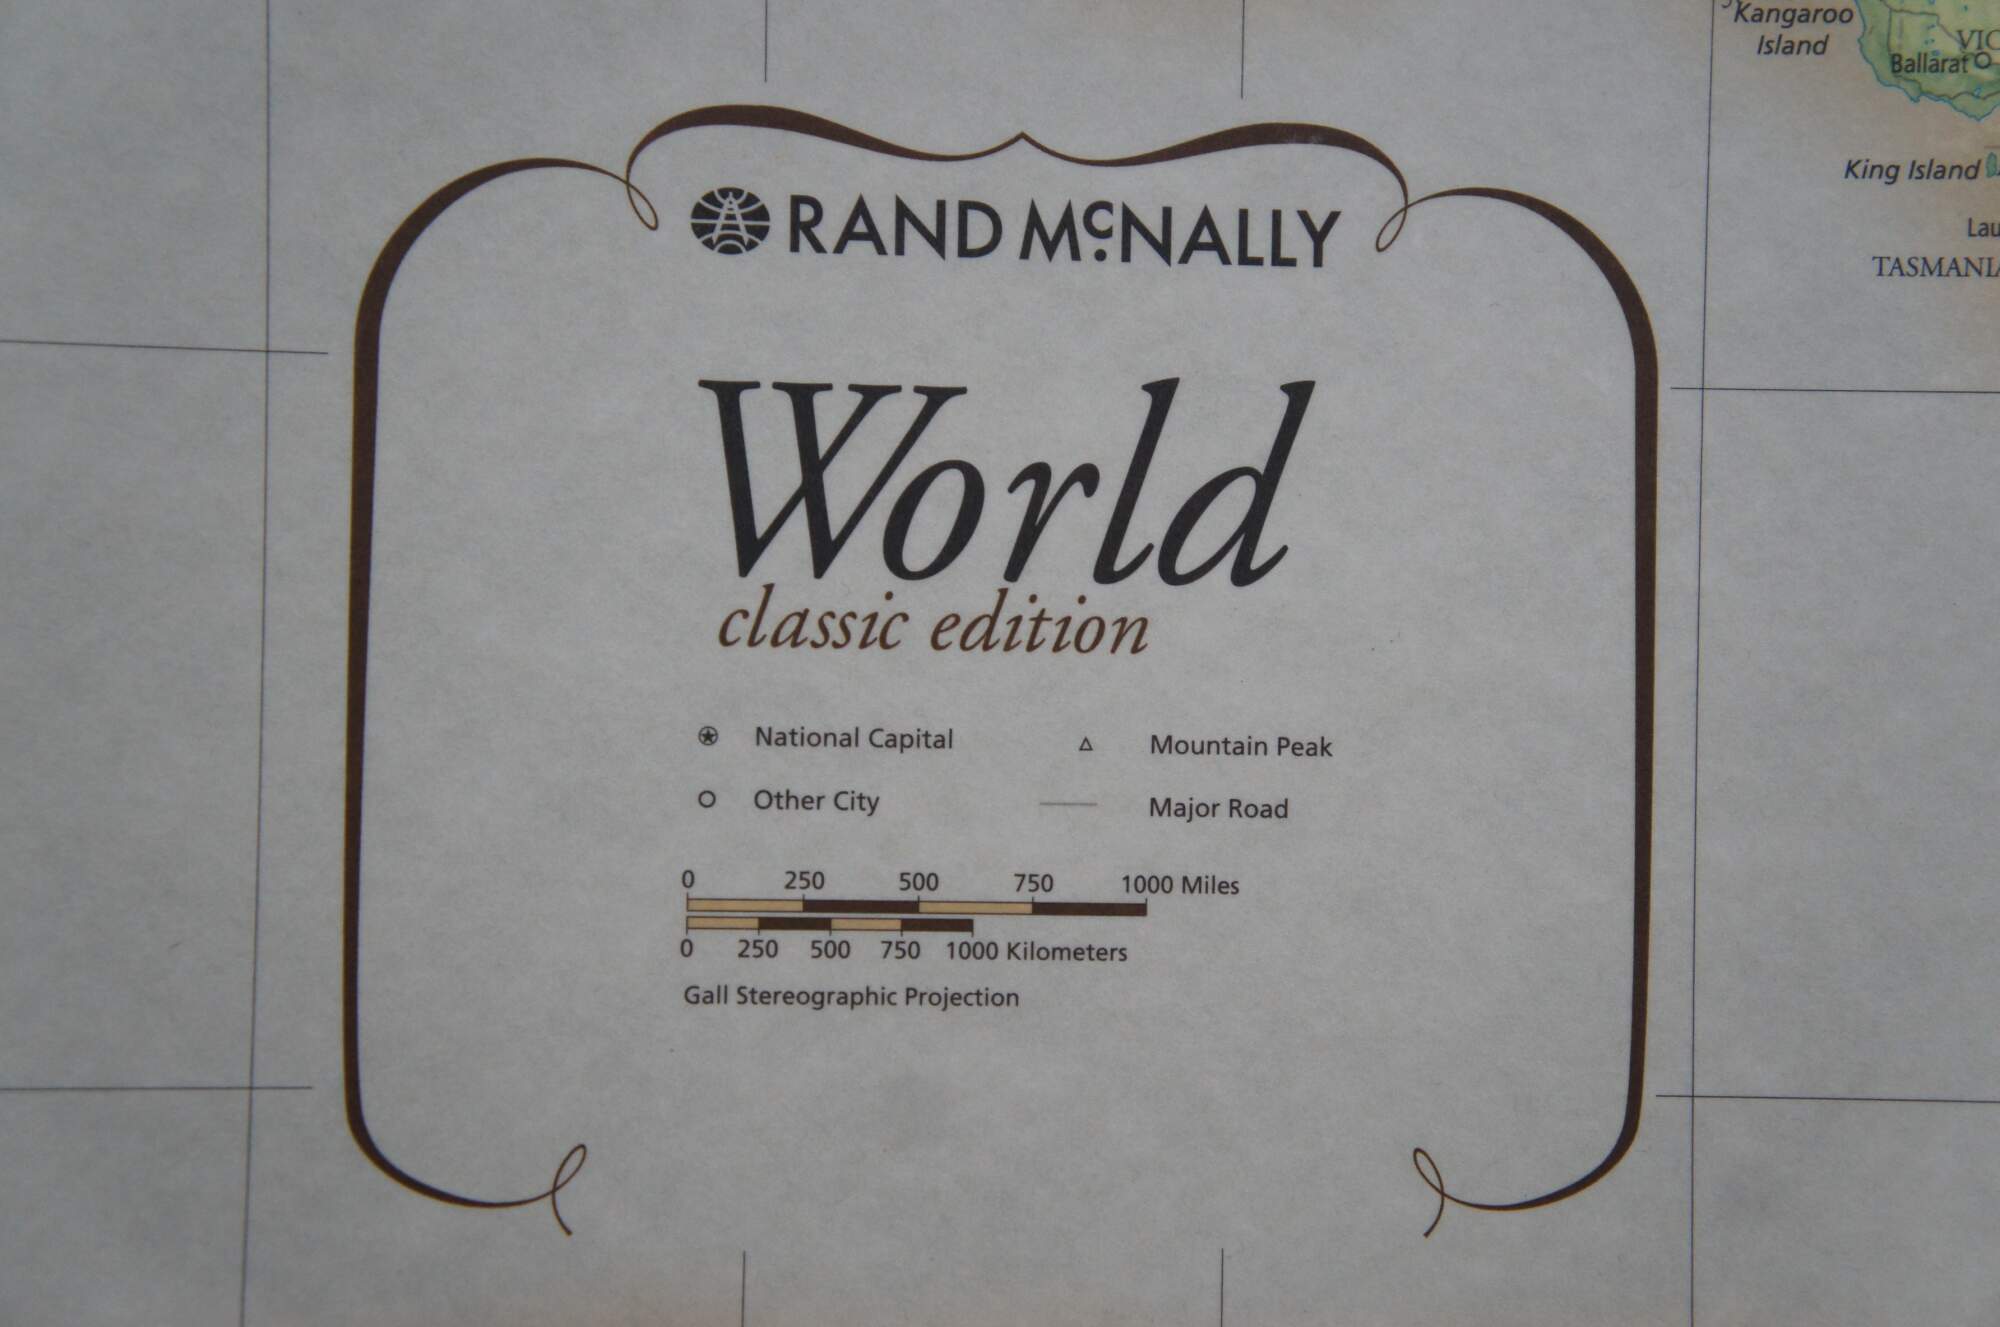 Kangaroo
Island
VIC
Ballarat
King Island
TASMANIA
RAND McNALLY
World
classic edition
National Capital
Mountain Peak
Other City
Major Road
0 250 500 750 1000 Miles
0 250 500 750 1000 Kilometers
Gall Stereographic Projection